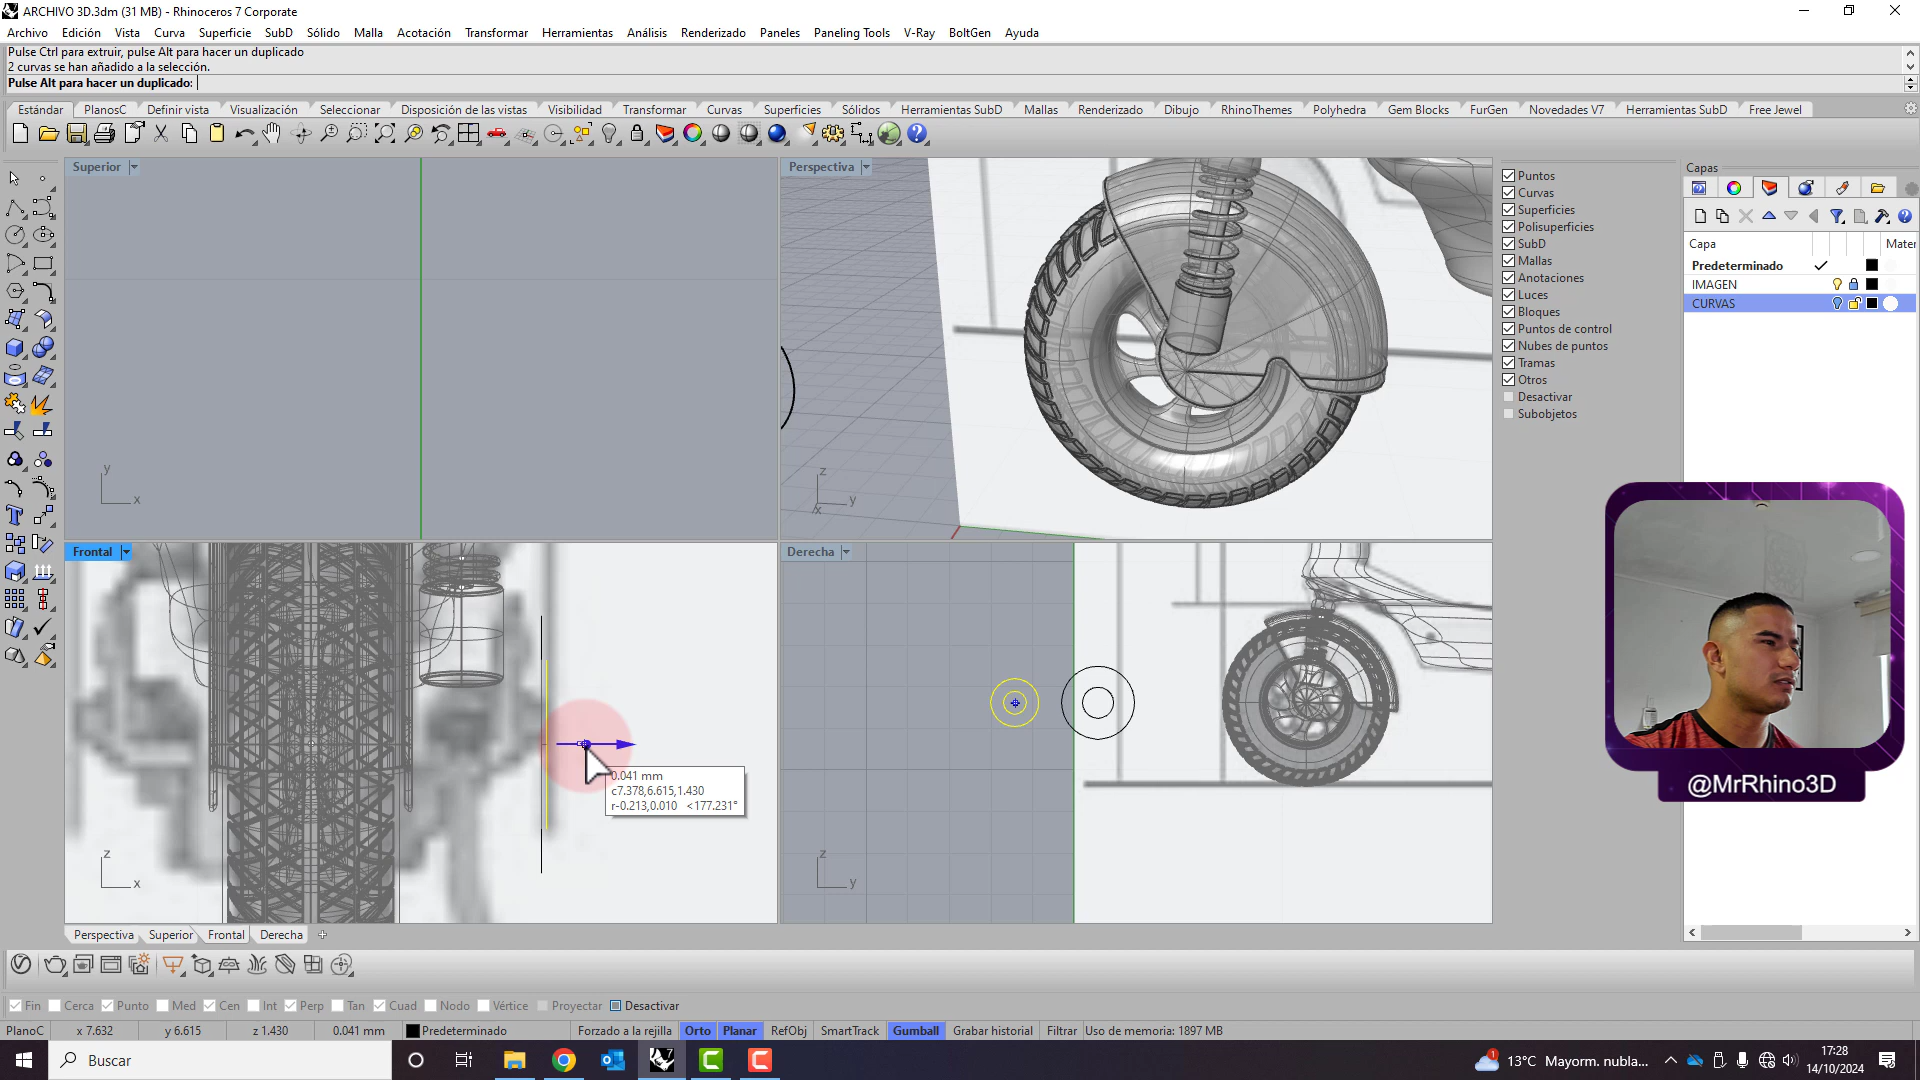 ARCHIVO 3D.3dm (31 MB) - Rhinoceros 7 Corporate
Archivo Edición Vista Curva Superficie SubD Sólido Malla Acotación Transformar Herramientas Análisis Renderizado Paneles Paneling Tools V-Ray BoltGen Ayuda
Pulse Ctrl para extruir, pulse Alt para hacer un duplicado
2 curvas se han añadido a la selección.
Pulse Alt para hacer un duplicado:
Estándar PlanosC Definir vista Visualización Seleccionar Disposición de las vistas Visibilidad Transformar Curvas Superficies Sólidos Herramientas SubD Mallas Renderizado Dibujo RhinoThemes Polyhedra Gem Blocks FurGen Novedades V7 Herramientas SubD Free Jewel
Superior
Perspectiva
Capas
Puntos
Curvas
Superficies
Polisuperficies
SubD
Mallas
Anotaciones
Luces
Bloques
Puntos de control
Nubes de puntos
Tramas
Otros
Desactivar
Subobjetos
Capa Mater
Predeterminado
IMAGEN
CURVAS
y
x
z
y
x
Frontal
Derecha
0.041 mm
c7.378,6.615,1.430
r-0.213,0.010 <177.231°
z
x
z
y
@MrRhino3D
Perspectiva Superior Frontal Derecha
Fin Cerca Punto Med Cen Int Perp Tan Cuad Nodo Vértice Proyectar Desactivar
PlanoC x 7.632 y 6.615 z 1.430 0.041 mm Predeterminado Forzado a la rejilla Orto Planar RefObj SmartTrack Gumball Grabar historial Filtrar Uso de memoria: 1897 MB
Buscar
1
13°C Mayorm. nubla...
17:28
14/10/2024